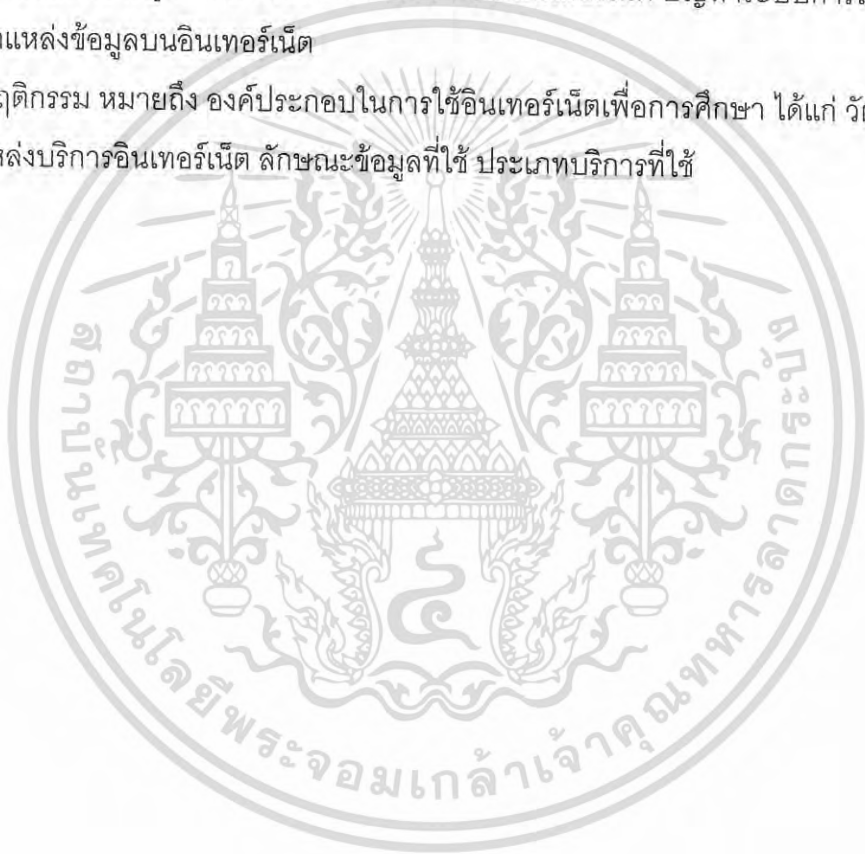 แหล่งข้อมูลบนอินเทอร์เน็ต
ฤติกรรม หมายถึง องค์ประกอบในการใช้อินเทอร์เน็ตเพื่อการศึกษา ได้แก่ วั
หล่งบริการอินเทอร์เน็ต ลักษณะข้อมูลที่ใช้ ประเภทบริการที่ใช้
สถาบันเทคโนโลยีพระจอมเกล้าเจ้าคุณทหารลาดกระบัง